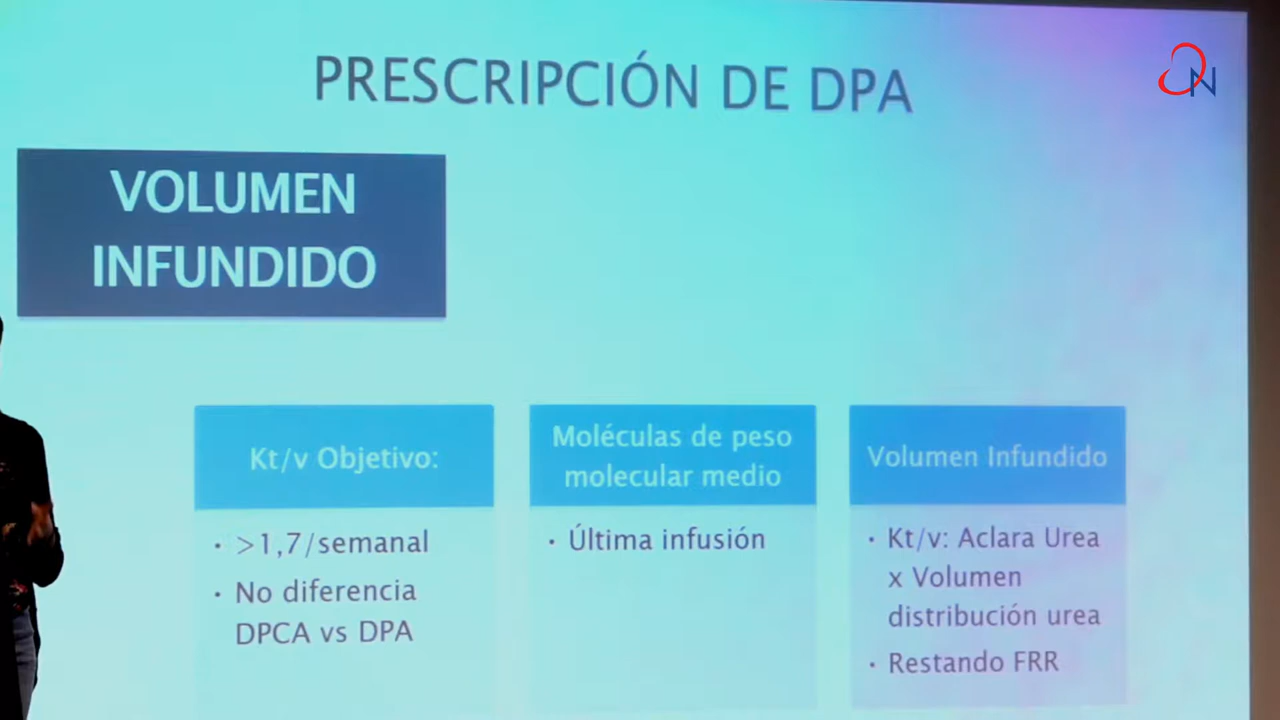 PRESCRIPCIÓN DE DPA
N
VOLUMEN
INFUNDIDO
Kt/v Objetivo:
• >1,7/semanal
• No diferencia
DPCA vs DPA
Moléculas de peso
molecular medio
• Última infusión
Volumen Infundido
• Kt/v: Aclara Urea
x Volumen
distribución urea
• Restando FRR